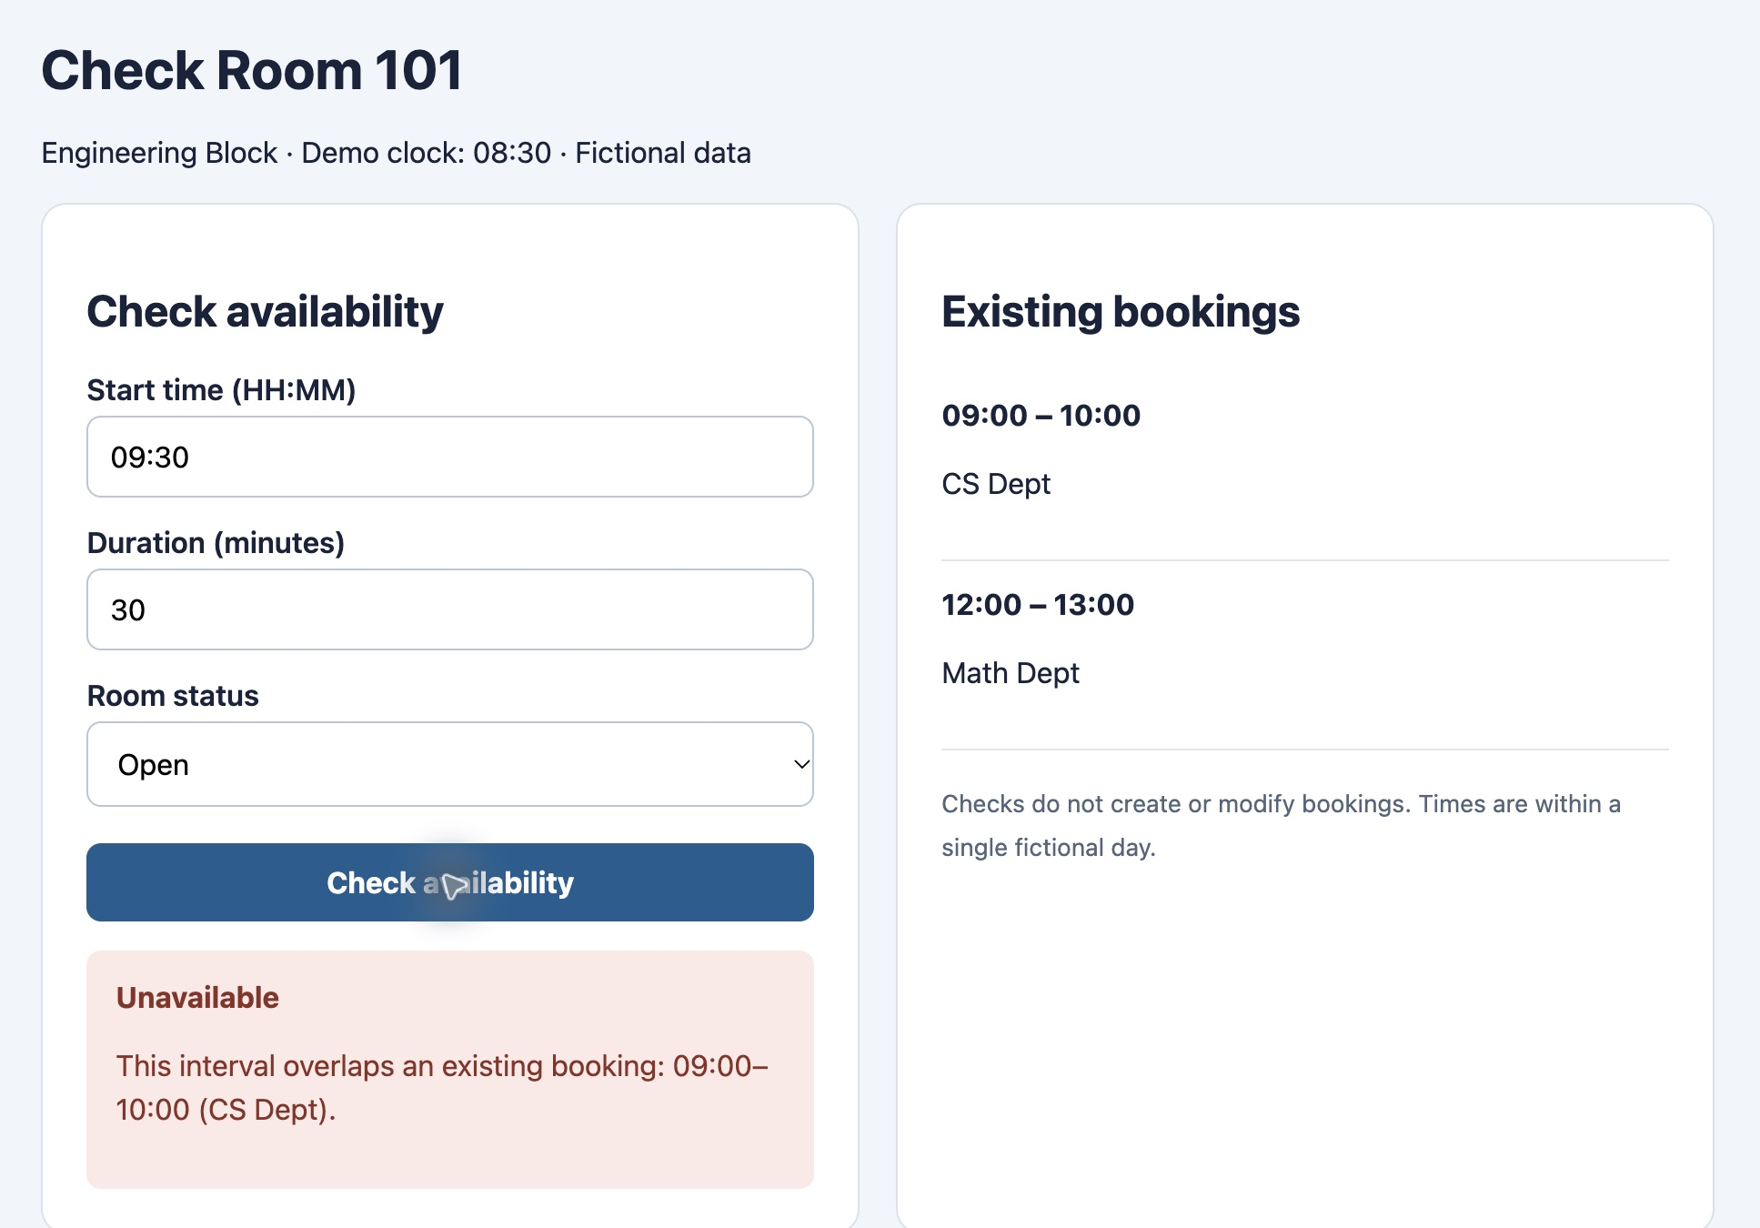 Check Room 101
Engineering Block · Demo clock: 08:30 · Fictional data
Check availability
Start time (HH:MM)
09:30
Duration (minutes)
30
Room status
Open
Check availability
Unavailable
This interval overlaps an existing booking: 09:00–
10:00 (CS Dept).
Existing bookings
09:00 – 10:00
CS Dept
12:00 – 13:00
Math Dept
Checks do not create or modify bookings. Times are within a
single fictional day.